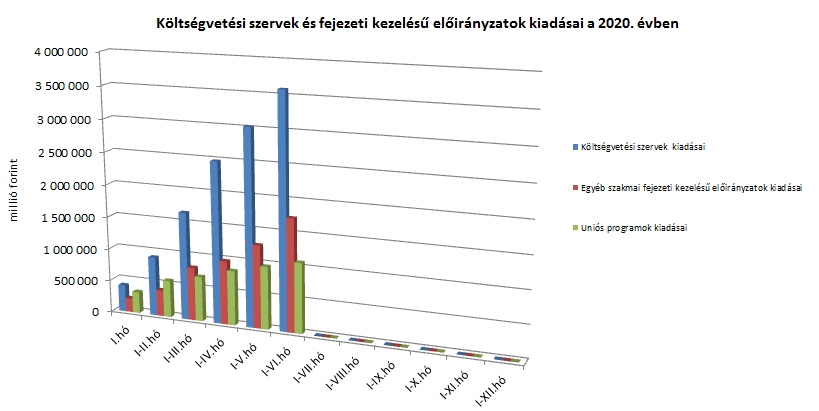 Költségvetési szervek és fejezeti kezelésű előirányzatok kiadásai a 2020. évben
4 000 000
3 500 000
3 000 000
2 500 000
2 000 000
1 500 000
1 000 000
500 000
0
millió forint
I.hó
I-II.hó
I-III.hó
I-IV.hó
I-V.hó
I-VI.hó
I-VII.hó
I-VIII.hó
I-IX.hó
I-X.hó
I-XI.hó
I-XII.hó
Költségvetési szervek kiadásai
Egyéb szakmai fejezeti kezelésű előirányzatok kiadásai
Uniós programok kiadásai